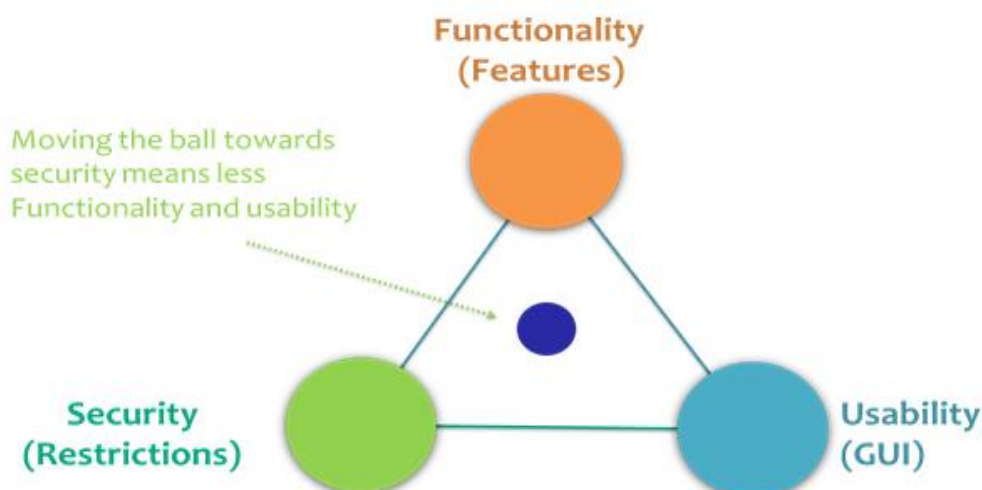 Functionality
(Features)
Moving the ball towards
security means less
Functionality and usability
Security
(Restrictions)
Usability
(GUI)